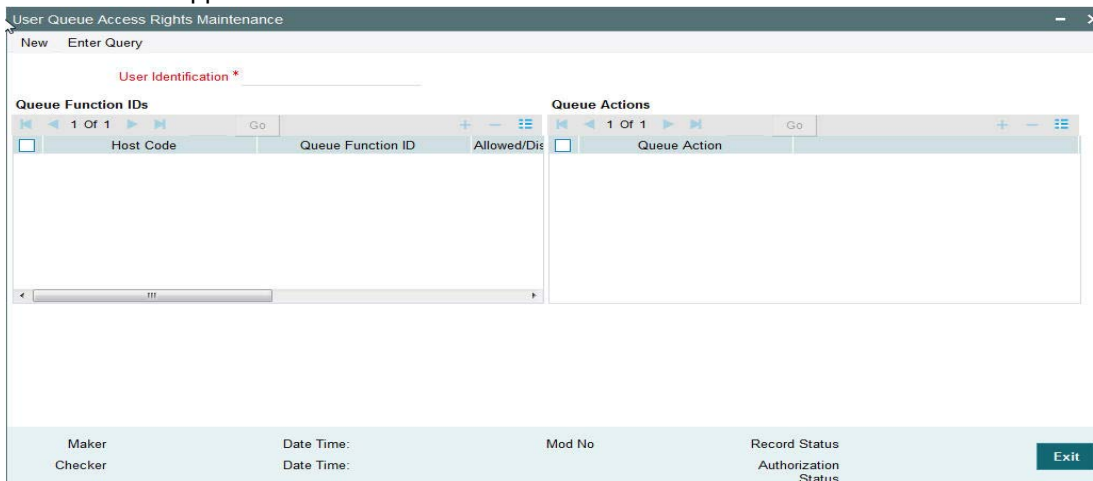 User Queue Access Rights Maintenance
New Enter Query
User Identification *
Queue Function IDs
1 Of 1 Go
Host Code Queue Function ID Allowed/Dis
Queue Actions
1 Of 1 Go
Queue Action
Maker Date Time: Mod No Record Status
Checker Date Time: Authorization Status
Exit